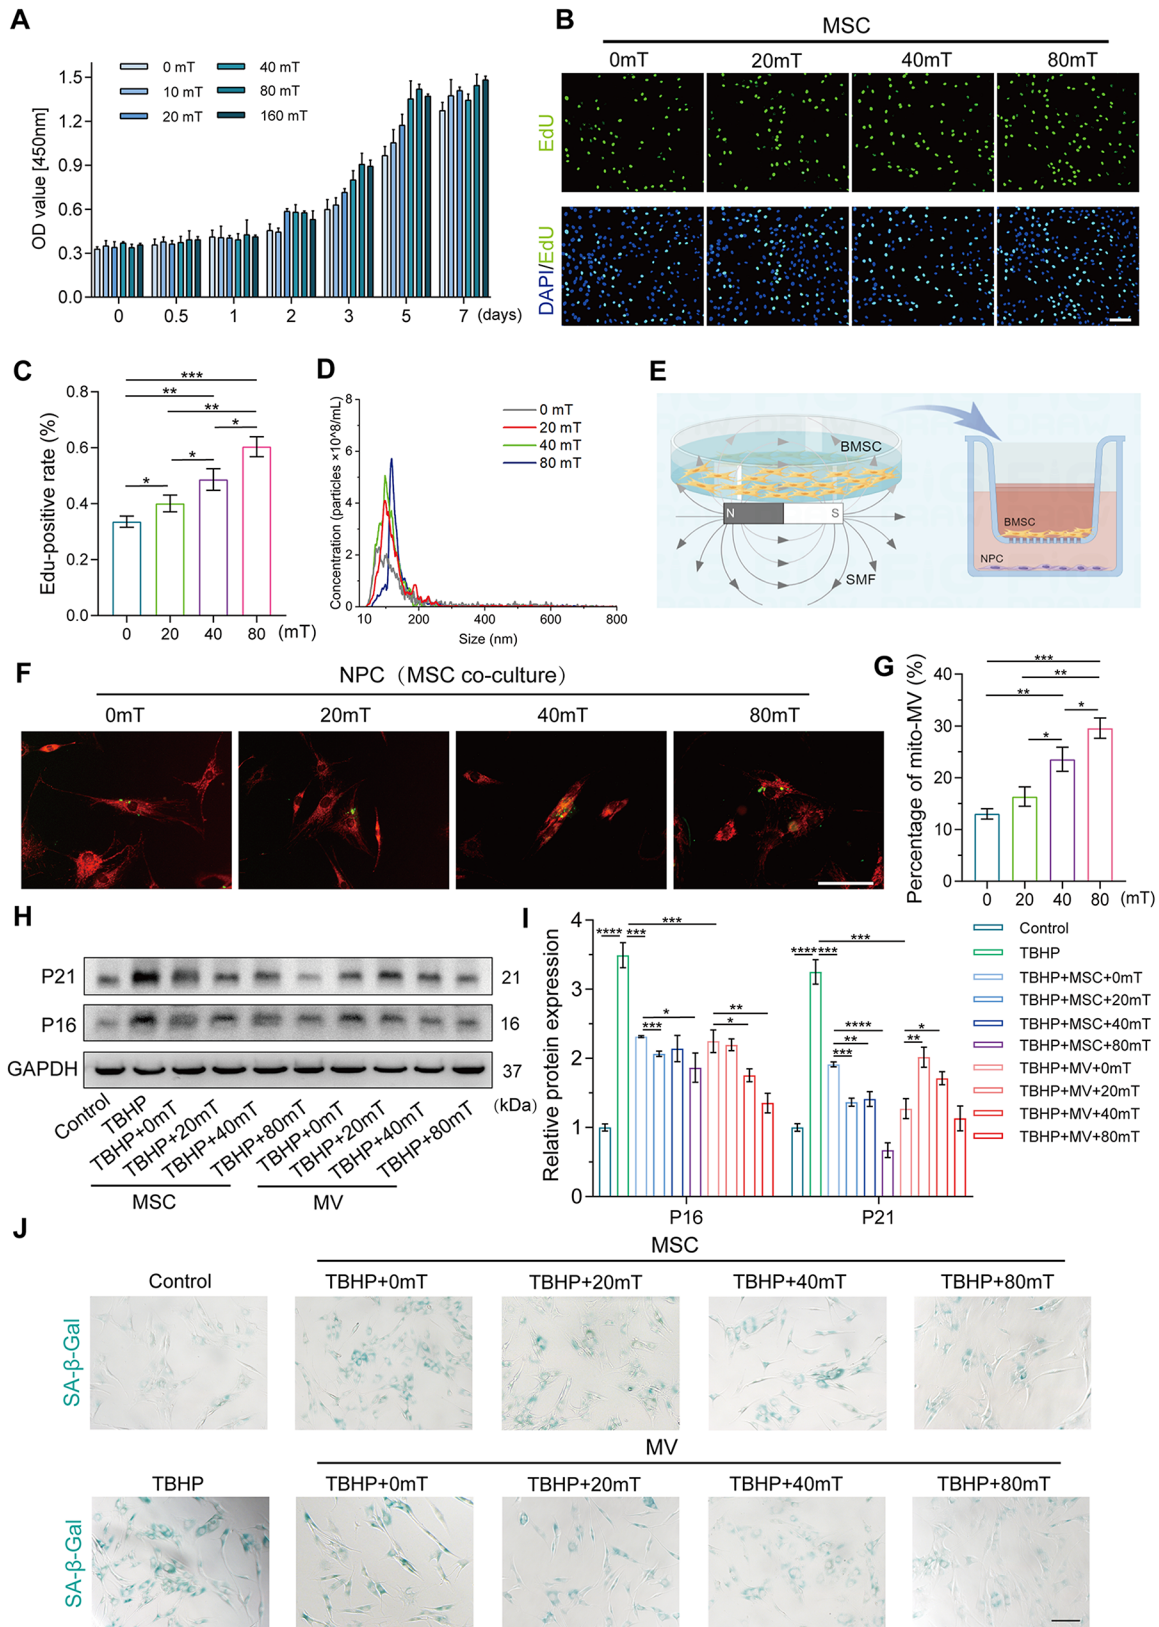 A
OD value [450nm]
1.5
1.2
0.9
0.6
0.3
0.0
0 mT
10 mT
20 mT
40 mT
80 mT
160 mT
0 0.5 1 2 3 5 7 (days)
B
MSC
0mT 20mT 40mT 80mT
EdU
DAPI/EdU
C
Edu-positive rate (%)
0.8
0.6
0.4
0.2
0.0
***
**
**
*
*
*
0 20 40 80 (mT)
D
Concentration (particles ×10^8/mL)
8
6
4
2
0
0 mT
20 mT
40 mT
80 mT
10 200 400 600 800
Size (nm)
E
BMSC
N S
SMF
BMSC
NPC
F
NPC（MSC co-culture）
0mT 20mT 40mT 80mT
G
Percentage of mito-MV (%)
40
30
20
10
0
***
**
**
*
*
0 20 40 80 (mT)
H
P21 21
P16 16
GAPDH 37
(kDa)
Control
TBHP
TBHP+0mT
TBHP+20mT
TBHP+40mT
TBHP+80mT
TBHP+0mT
TBHP+20mT
TBHP+40mT
TBHP+80mT
MSC MV
I
Relative protein expression
4
3
2
1
0
**** *** ***
*
***
**
*
**** *** ***
****
**
***
*
**
P16 P21
Control
TBHP
TBHP+MSC+0mT
TBHP+MSC+20mT
TBHP+MSC+40mT
TBHP+MSC+80mT
TBHP+MV+0mT
TBHP+MV+20mT
TBHP+MV+40mT
TBHP+MV+80mT
J
MSC
Control TBHP+0mT TBHP+20mT TBHP+40mT TBHP+80mT
SA-β-Gal
MV
TBHP TBHP+0mT TBHP+20mT TBHP+40mT TBHP+80mT
SA-β-Gal